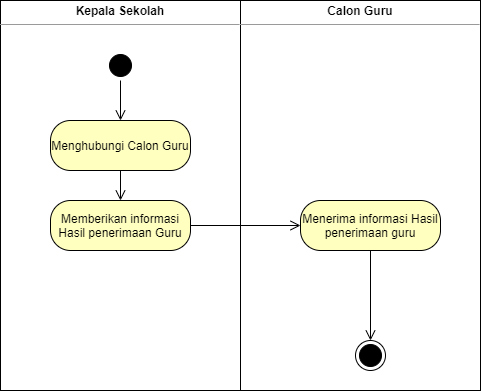 Kepala Sekolah
Calon Guru
Menghubungi Calon Guru
Memberikan informasi
Hasil penerimaan Guru
Menerima informasi Hasil
penerimaan guru